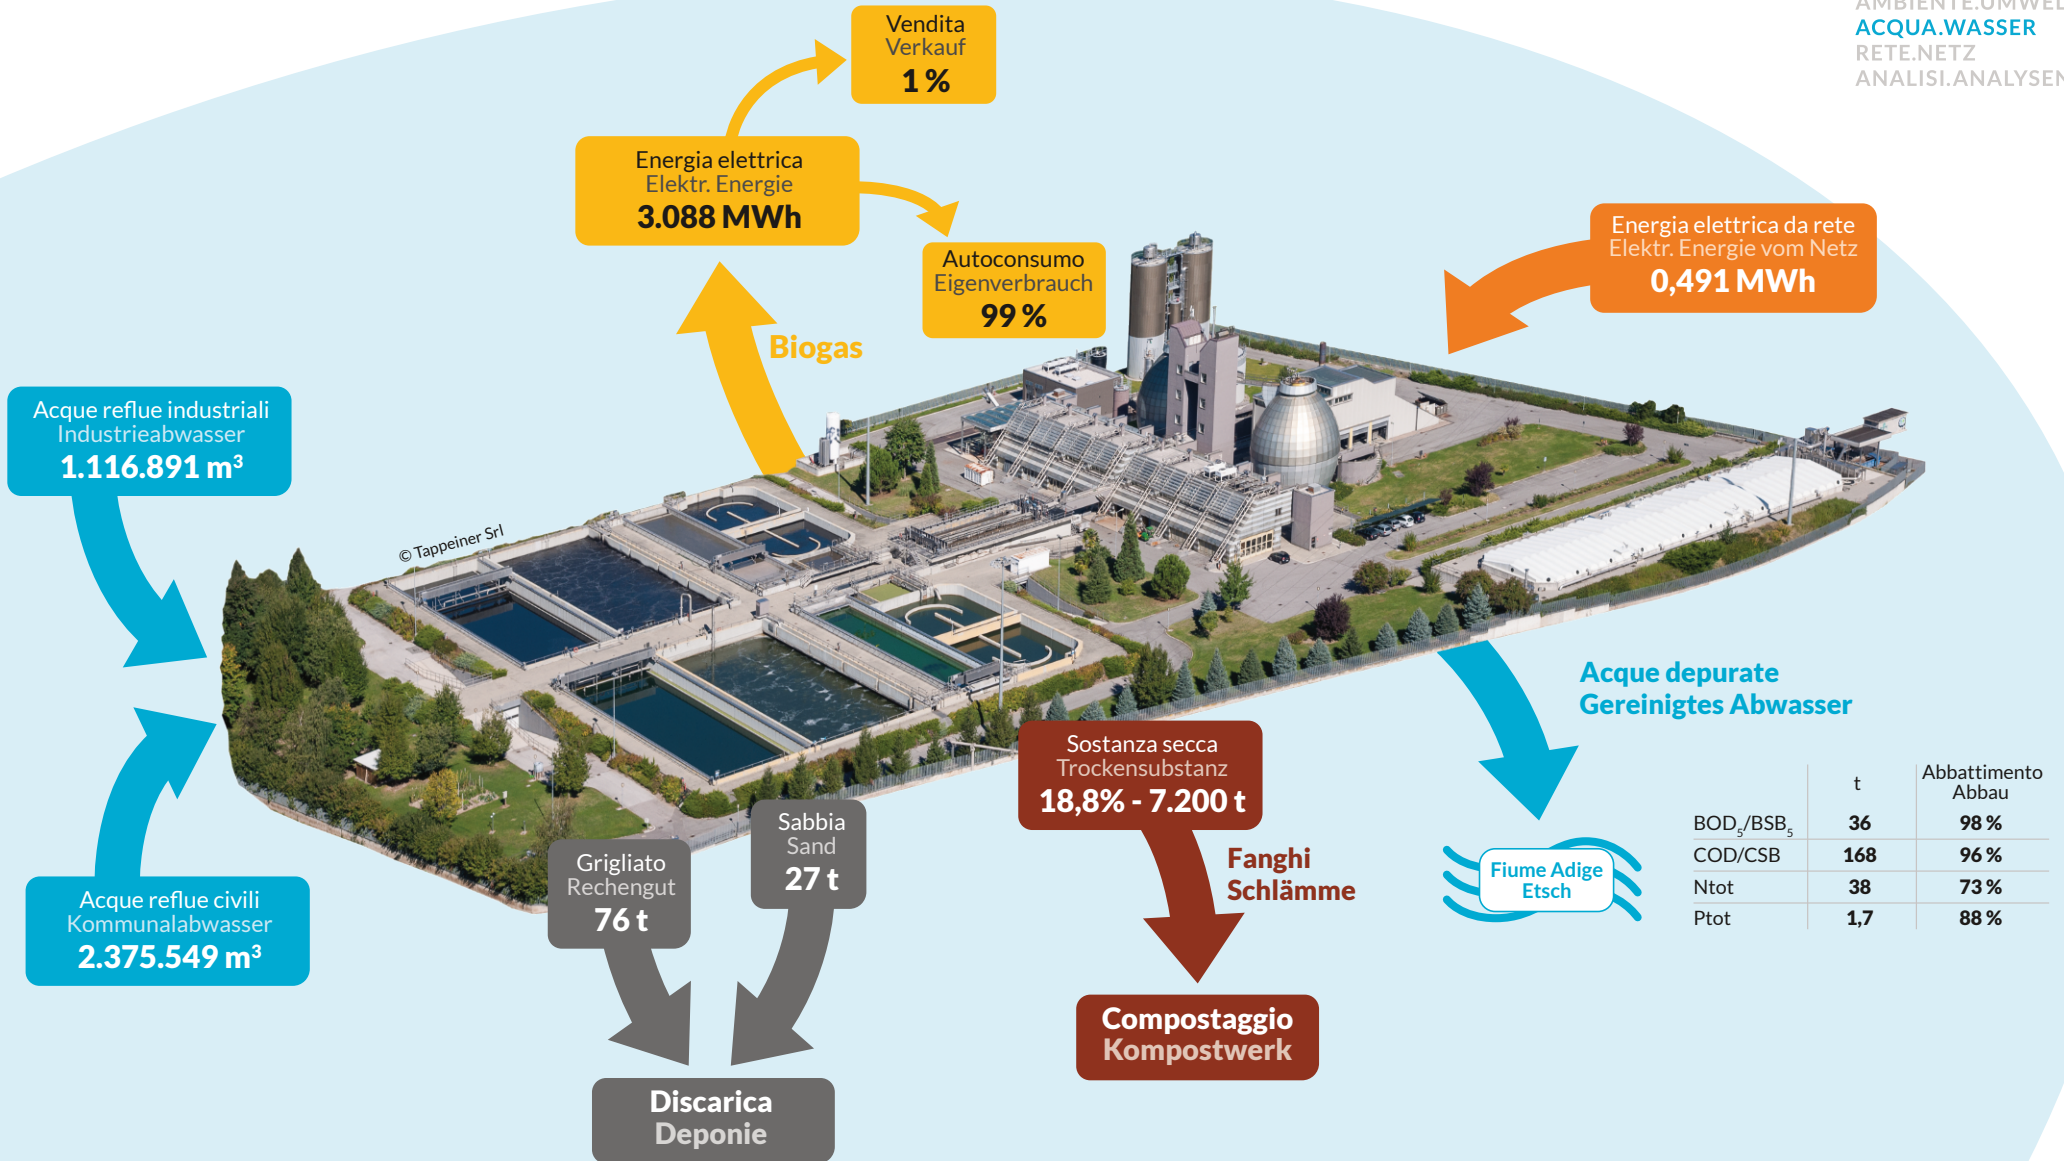 AMBIENTE.UMWEL
ACQUA.WASSER
RETE.NETZ
ANALISI.ANALYSEN
Vendita
Verkauf
1 %
Energia elettrica
Elektr. Energie
3.088 MWh
Autoconsumo
Eigenverbrauch
99 %
Energia elettrica da rete
Elektr. Energie vom Netz
0,491 MWh
Biogas
Acque reflue industriali
Industrieabwasser
1.116.891 m³
© Tappeiner Srl
Acque reflue civili
Kommunalabwasser
2.375.549 m³
Grigliato
Rechengut
76 t
Sabbia
Sand
27 t
Discarica
Deponie
Sostanza secca
Trockensubstanz
18,8% - 7.200 t
Fanghi
Schlämme
Compostaggio
Kompostwerk
Acque depurate
Gereinigtes Abwasser
Fiume Adige
Etsch
t Abbattimento
Abbau
BOD₅/BSB₅ 36 98 %
COD/CSB 168 96 %
Ntot 38 73 %
Ptot 1,7 88 %